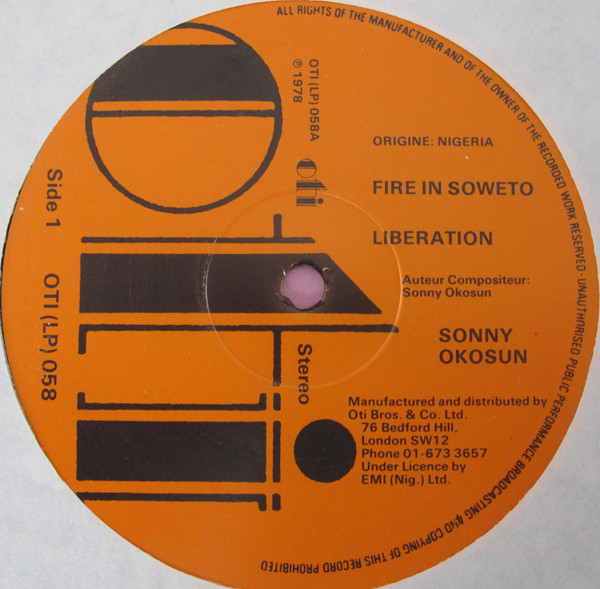 ALL RIGHTS OF THE MANUFACTURER AND OF THE OWNER OF THE RECORDED WORK RESERVED - UNAUTHORISED PUBLIC PERFORMANCE BROADCASTING AND COPYING OF THIS RECORD PROHIBITED
OTI (LP) 058A
℗ 1978
oti
ORIGINE: NIGERIA
FIRE IN SOWETO
LIBERATION
Auteur Compositeur:
Sonny Okosun
SONNY
OKOSUN
Side 1
OTI (LP) 058
oti
Stereo
Manufactured and distributed by
Oti Bros. & Co. Ltd.
76 Bedford Hill,
London SW12
Phone 01-673 3657
Under Licence by
EMI (Nig.) Ltd.